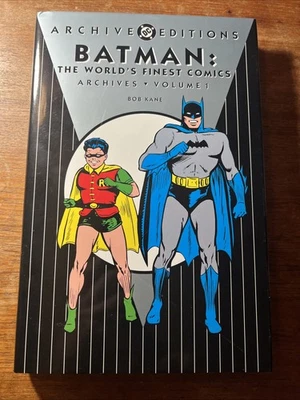 ARCHIVE DC EDITIONS
BATMAN:
THE WORLD'S FINEST COMICS
ARCHIVES • VOLUME 1
BOB KANE
R